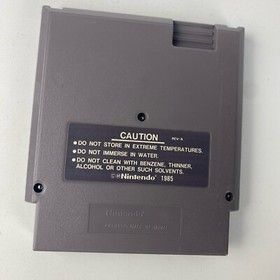 CAUTION
REV-A
•DO NOT STORE IN EXTREME TEMPERATURES.
•DO NOT IMMERSE IN WATER.
•DO NOT CLEAN WITH BENZENE, THINNER,
ALCOHOL OR OTHER SUCH SOLVENTS.
©Nintendo 1985
Nintendo